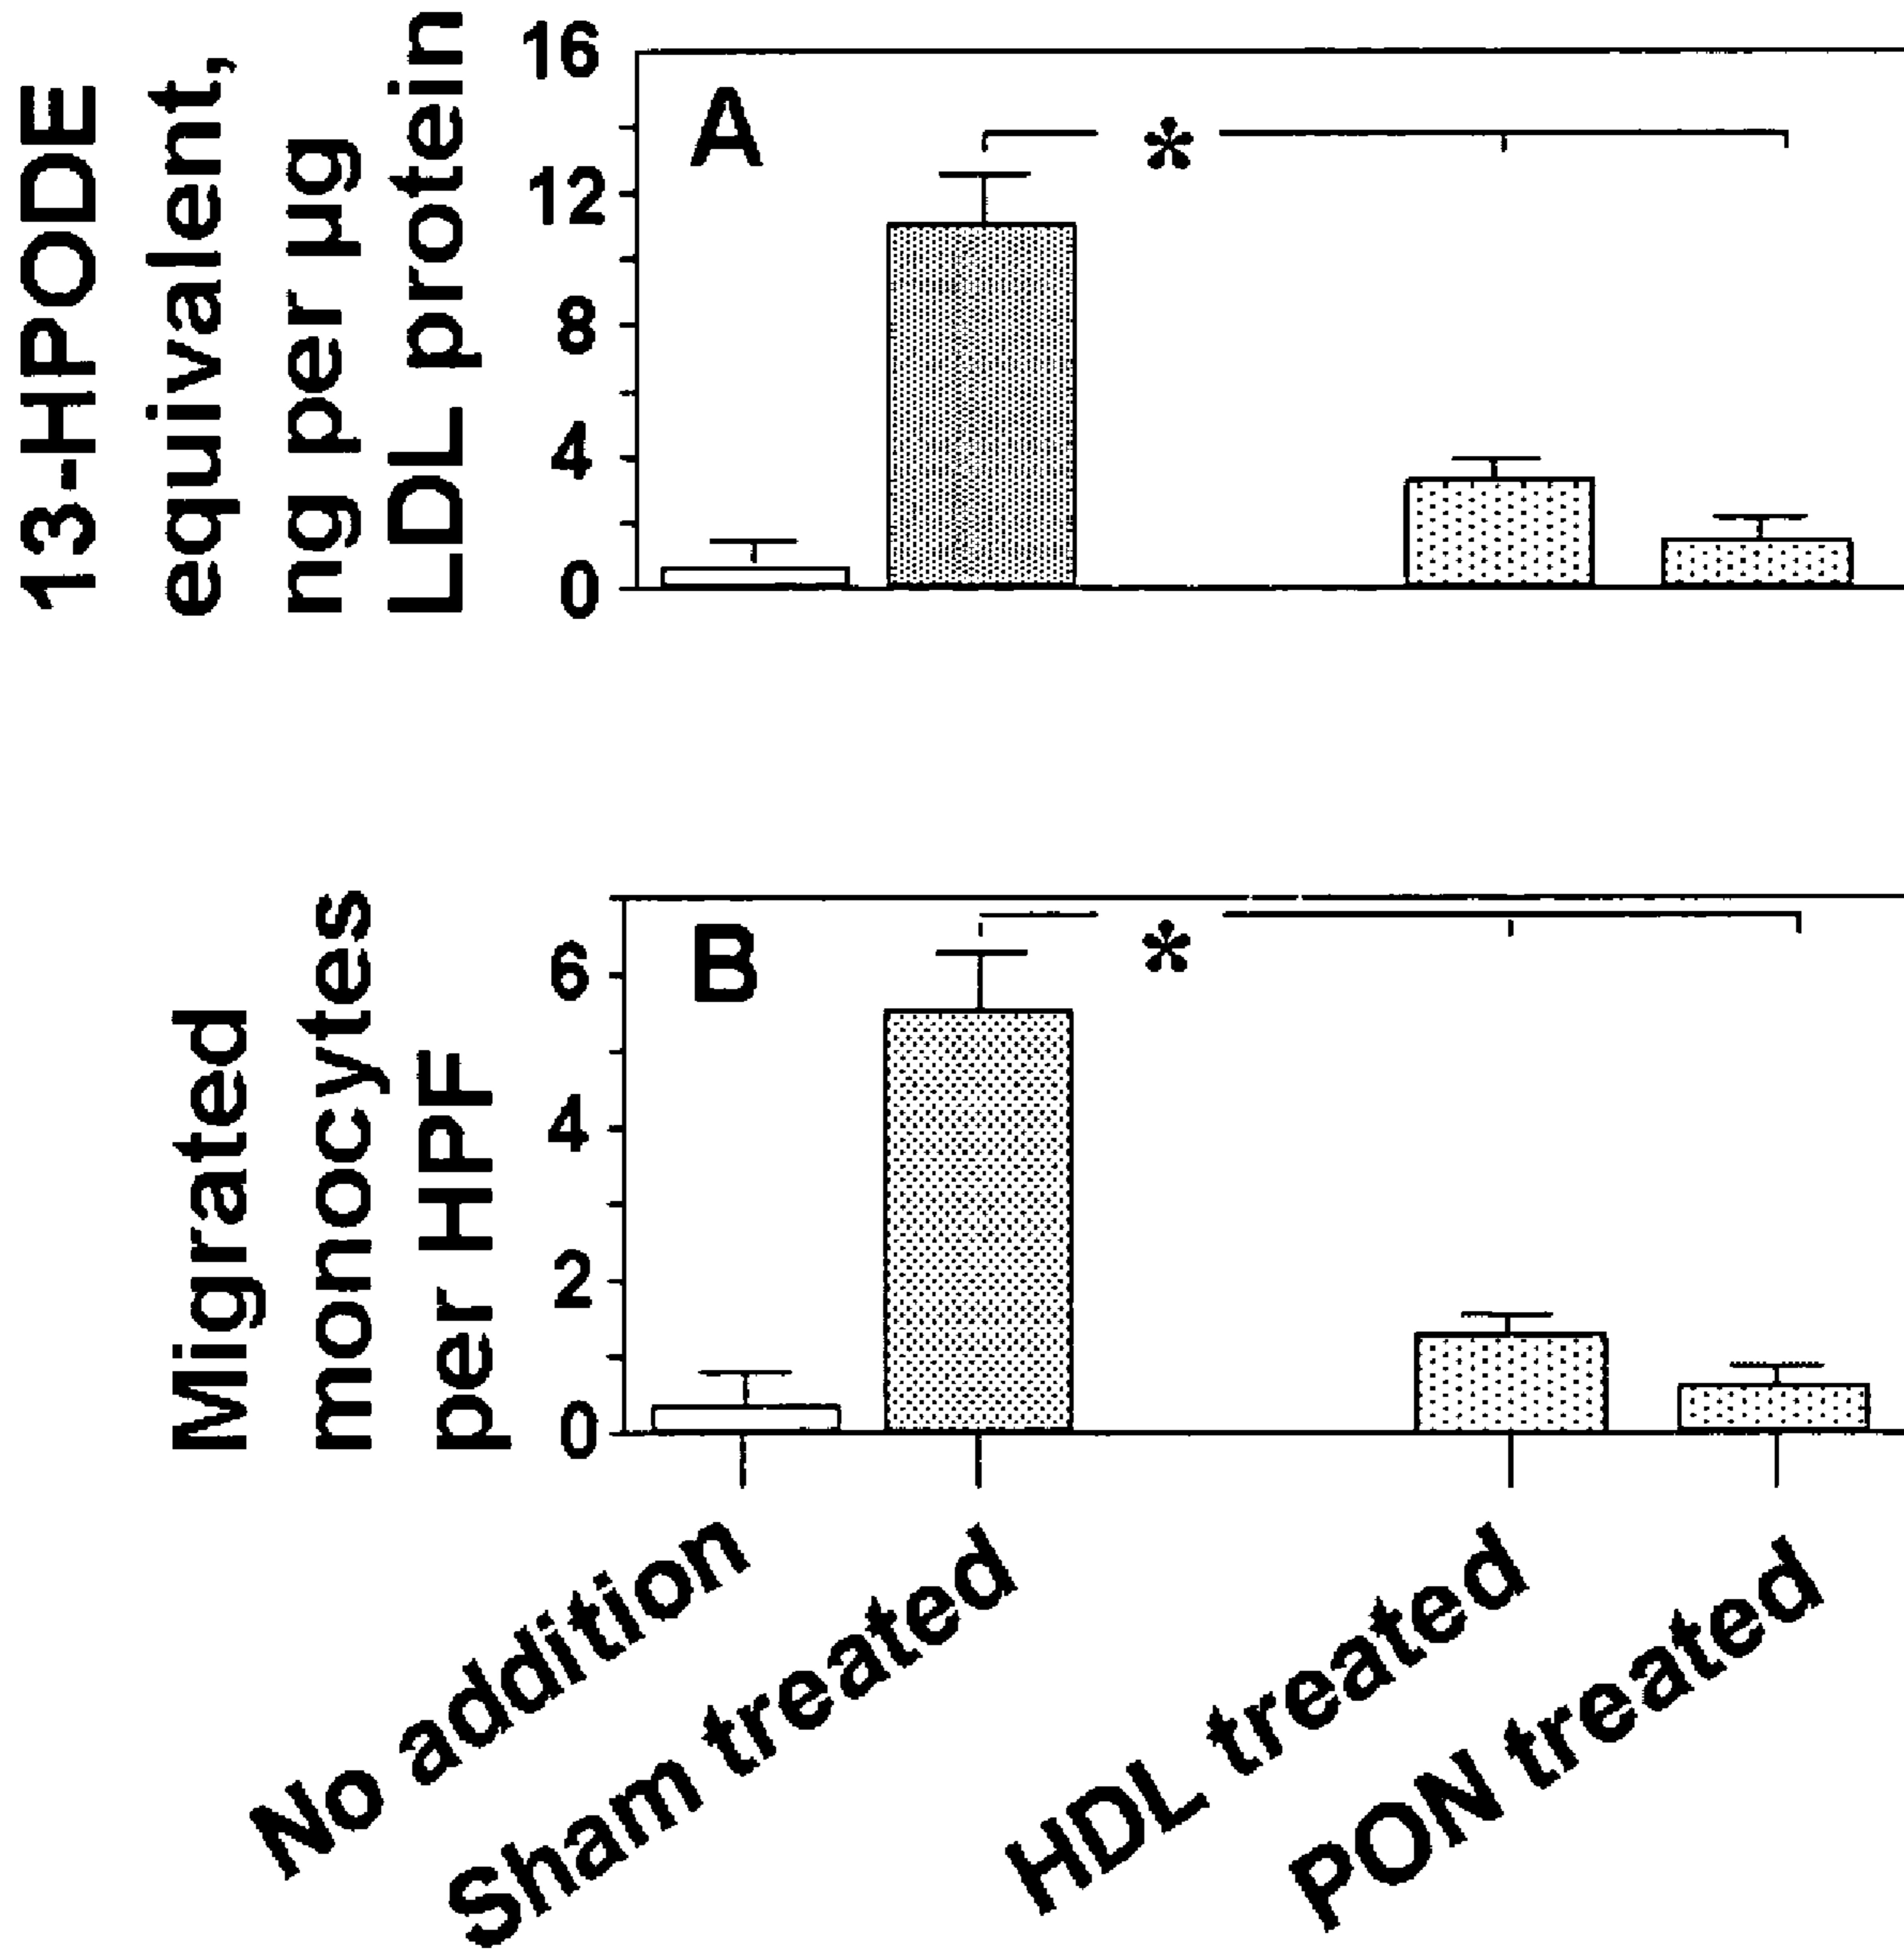 13-HPODE
equivalent,
ng per µg
LDL protein
16
12
8
4
0
A
*
Migrated
monocytes
per HPF
6
4
2
0
B
*
No addition
Sham treated
HDL treated
PON treated